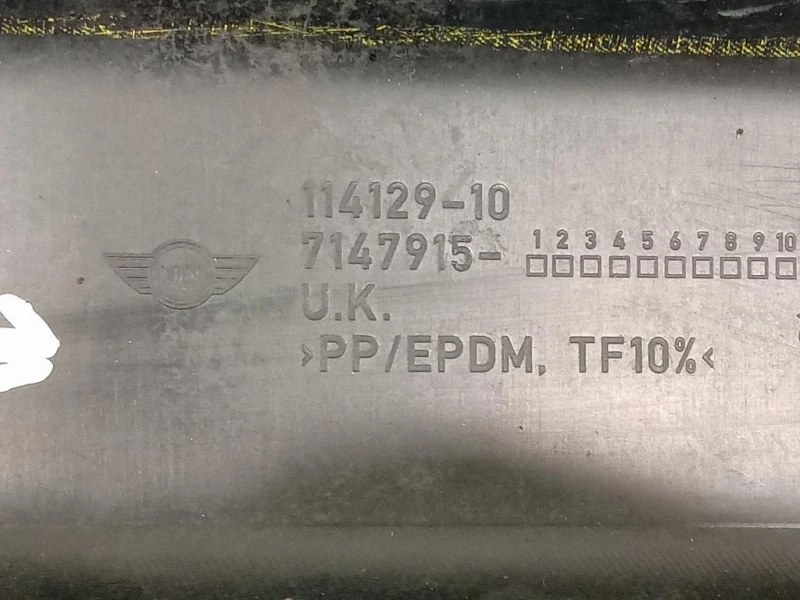 114129-10
7147915- 1 2 3 4 5 6 7 8 9 10
U.K.
>PP/EPDM, TF10%<